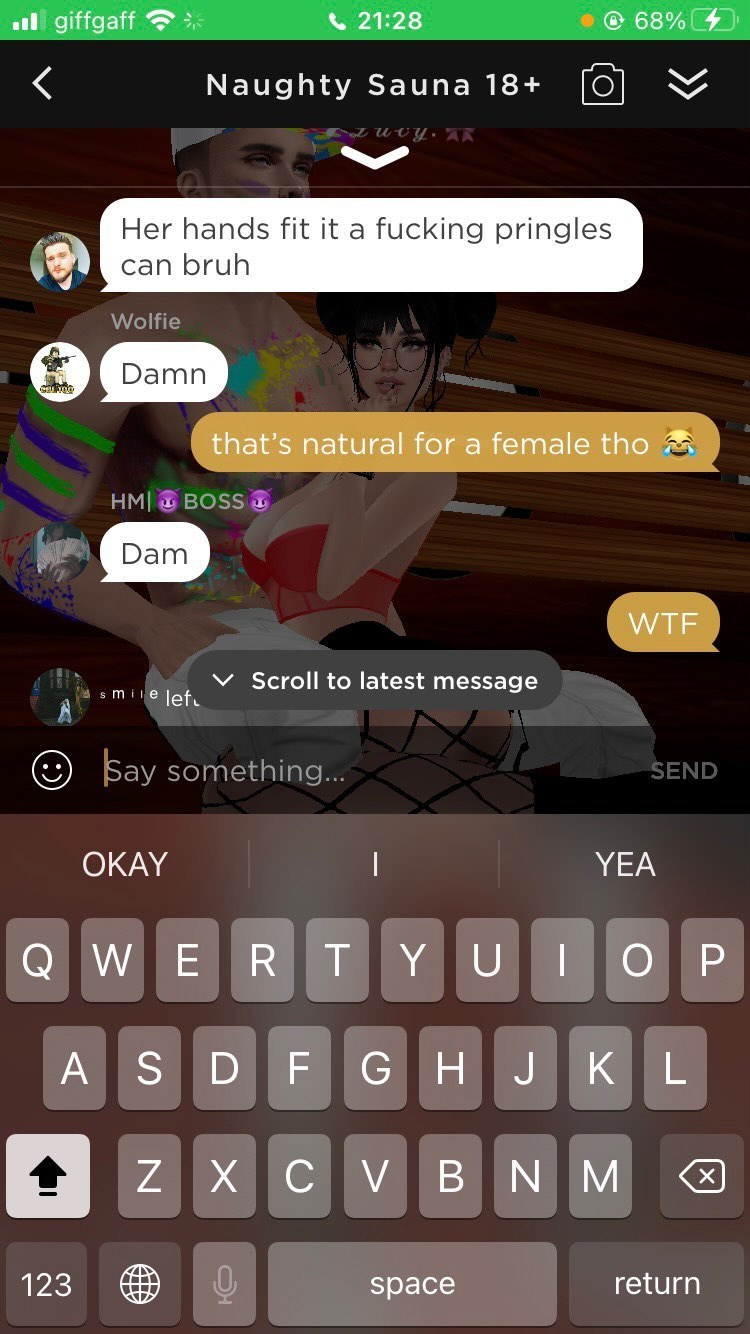 giffgaff 21:28 68%
Naughty Sauna 18+
Lucy.
Her hands fit it a fucking pringles
can bruh
Wolfie
Damn
that's natural for a female tho 😹
HM|😈BOSS😈
Dam
WTF
ˢᵐⁱˡᵉ left
Scroll to latest message
Say something...
SEND
OKAY I YEA
Q W E R T Y U I O P
A S D F G H J K L
Z X C V B N M
123 space return